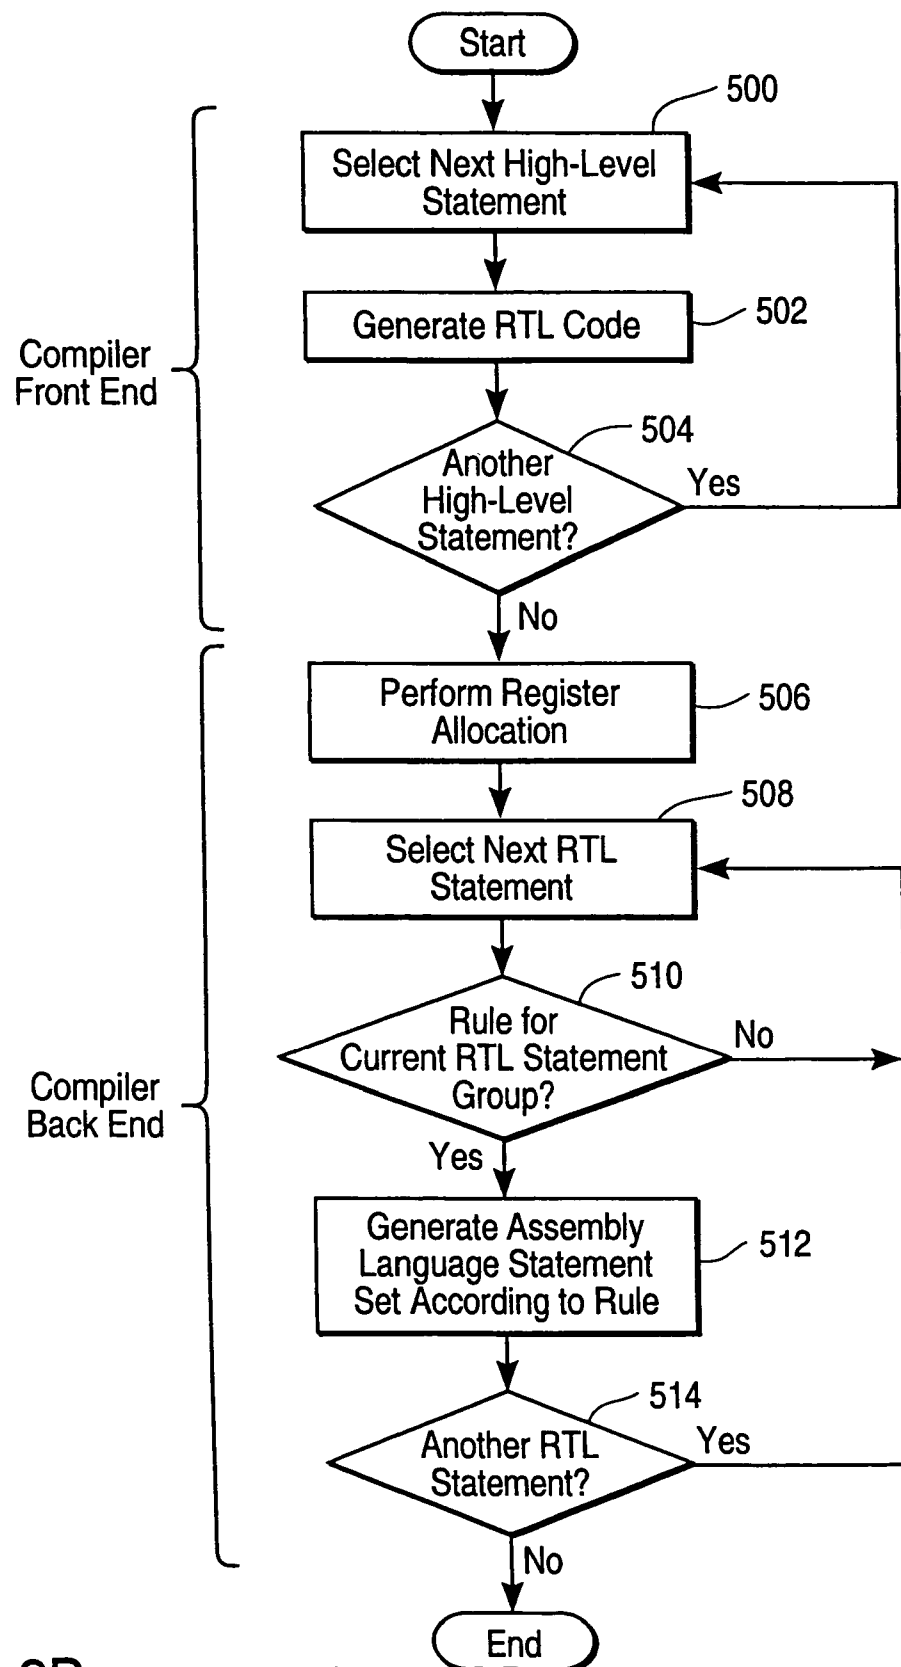 Start
500
Select Next High-Level
Statement
Generate RTL Code
502
Compiler
Front End
504
Another
High-Level
Statement?
Yes
No
Perform Register
Allocation
506
508
Select Next RTL
Statement
510
Rule for
Current RTL Statement
Group?
No
Compiler
Back End
Yes
Generate Assembly
Language Statement
Set According to Rule
512
514
Another RTL
Statement?
Yes
No
End